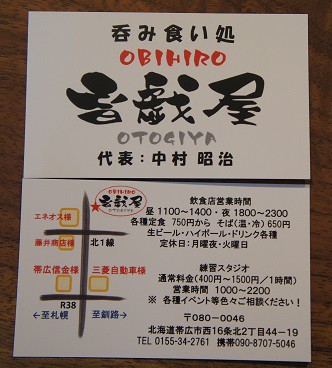 呑み食い処
OBIHIRO
音戯屋
OTOGIYA
代表:中村 昭治
OBIHIRO
音戯屋
エネオス様
藤井商店様
北1線
帯広信金様
三菱自動車様
R38
←至札幌
至釧路→
飲食店営業時間
昼 1100〜1400・夜 1800〜2300
各種定食 750円から そば(温・冷)650円
生ビール・ハイボール・ドリンク各種
定休日:月曜夜・火曜日
練習スタジオ
通常料金(400円〜1500円/1時間)
営業時間 1000〜2200
※ 各種イベント等色々ご相談ください!
〒080-0046
北海道帯広市西16条北2丁目44-19
TEL 0155-34-2761 携帯090-8707-5046